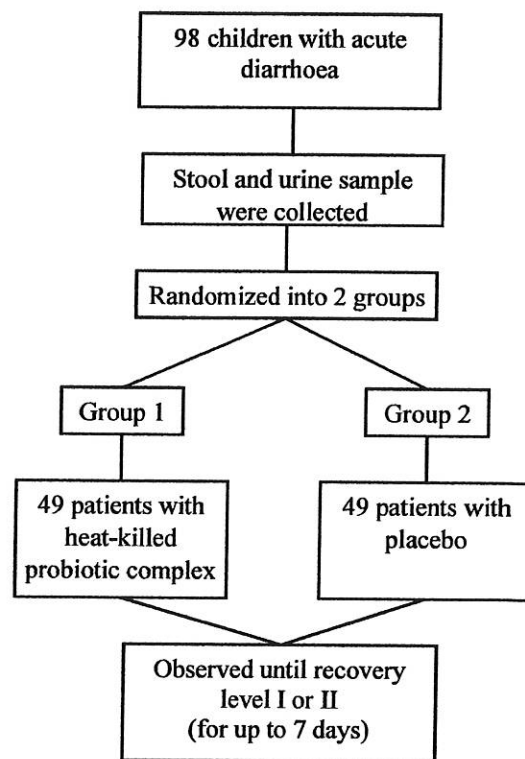 98 children with acute
diarrhoea
Stool and urine sample
were collected
Randomized into 2 groups
Group 1
Group 2
49 patients with
heat-killed
probiotic complex
49 patients with
placebo
Observed until recovery
level I or II
(for up to 7 days)